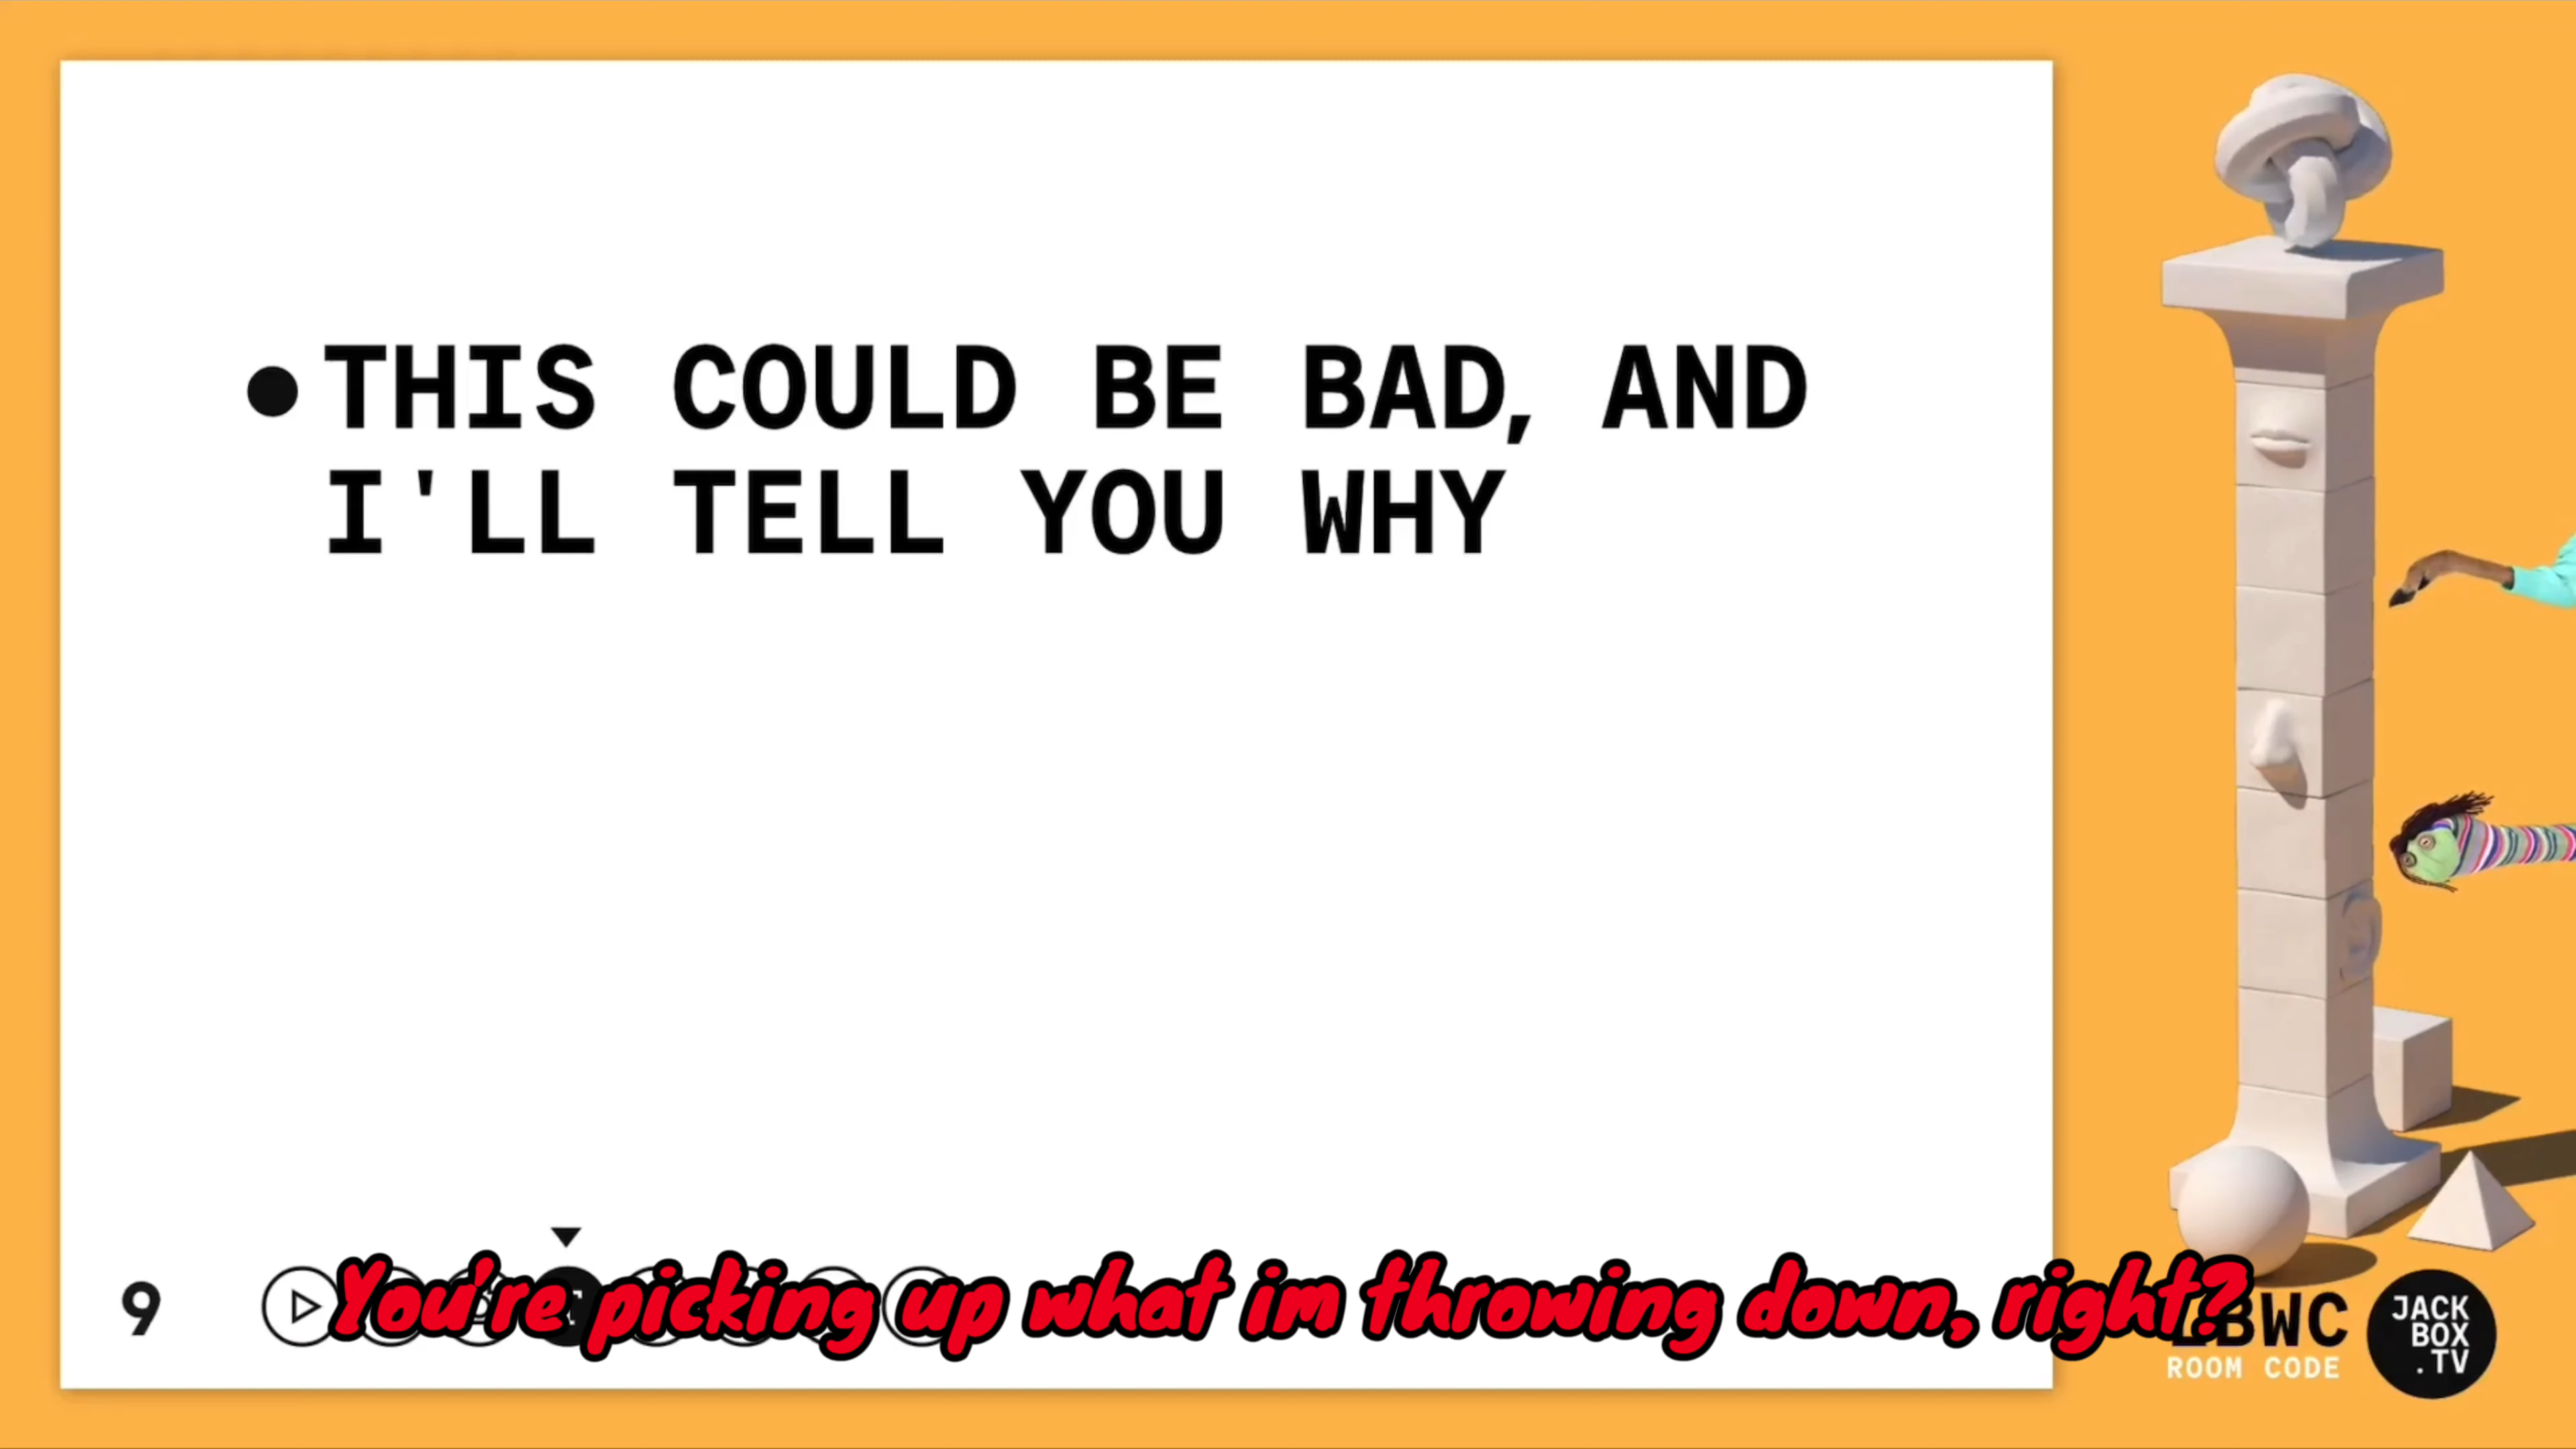 ●THIS COULD BE BAD, AND
I'LL TELL YOU WHY
9
You're picking up what im throwing down, right?
BWC
ROOM CODE
JACK
BOX
.TV